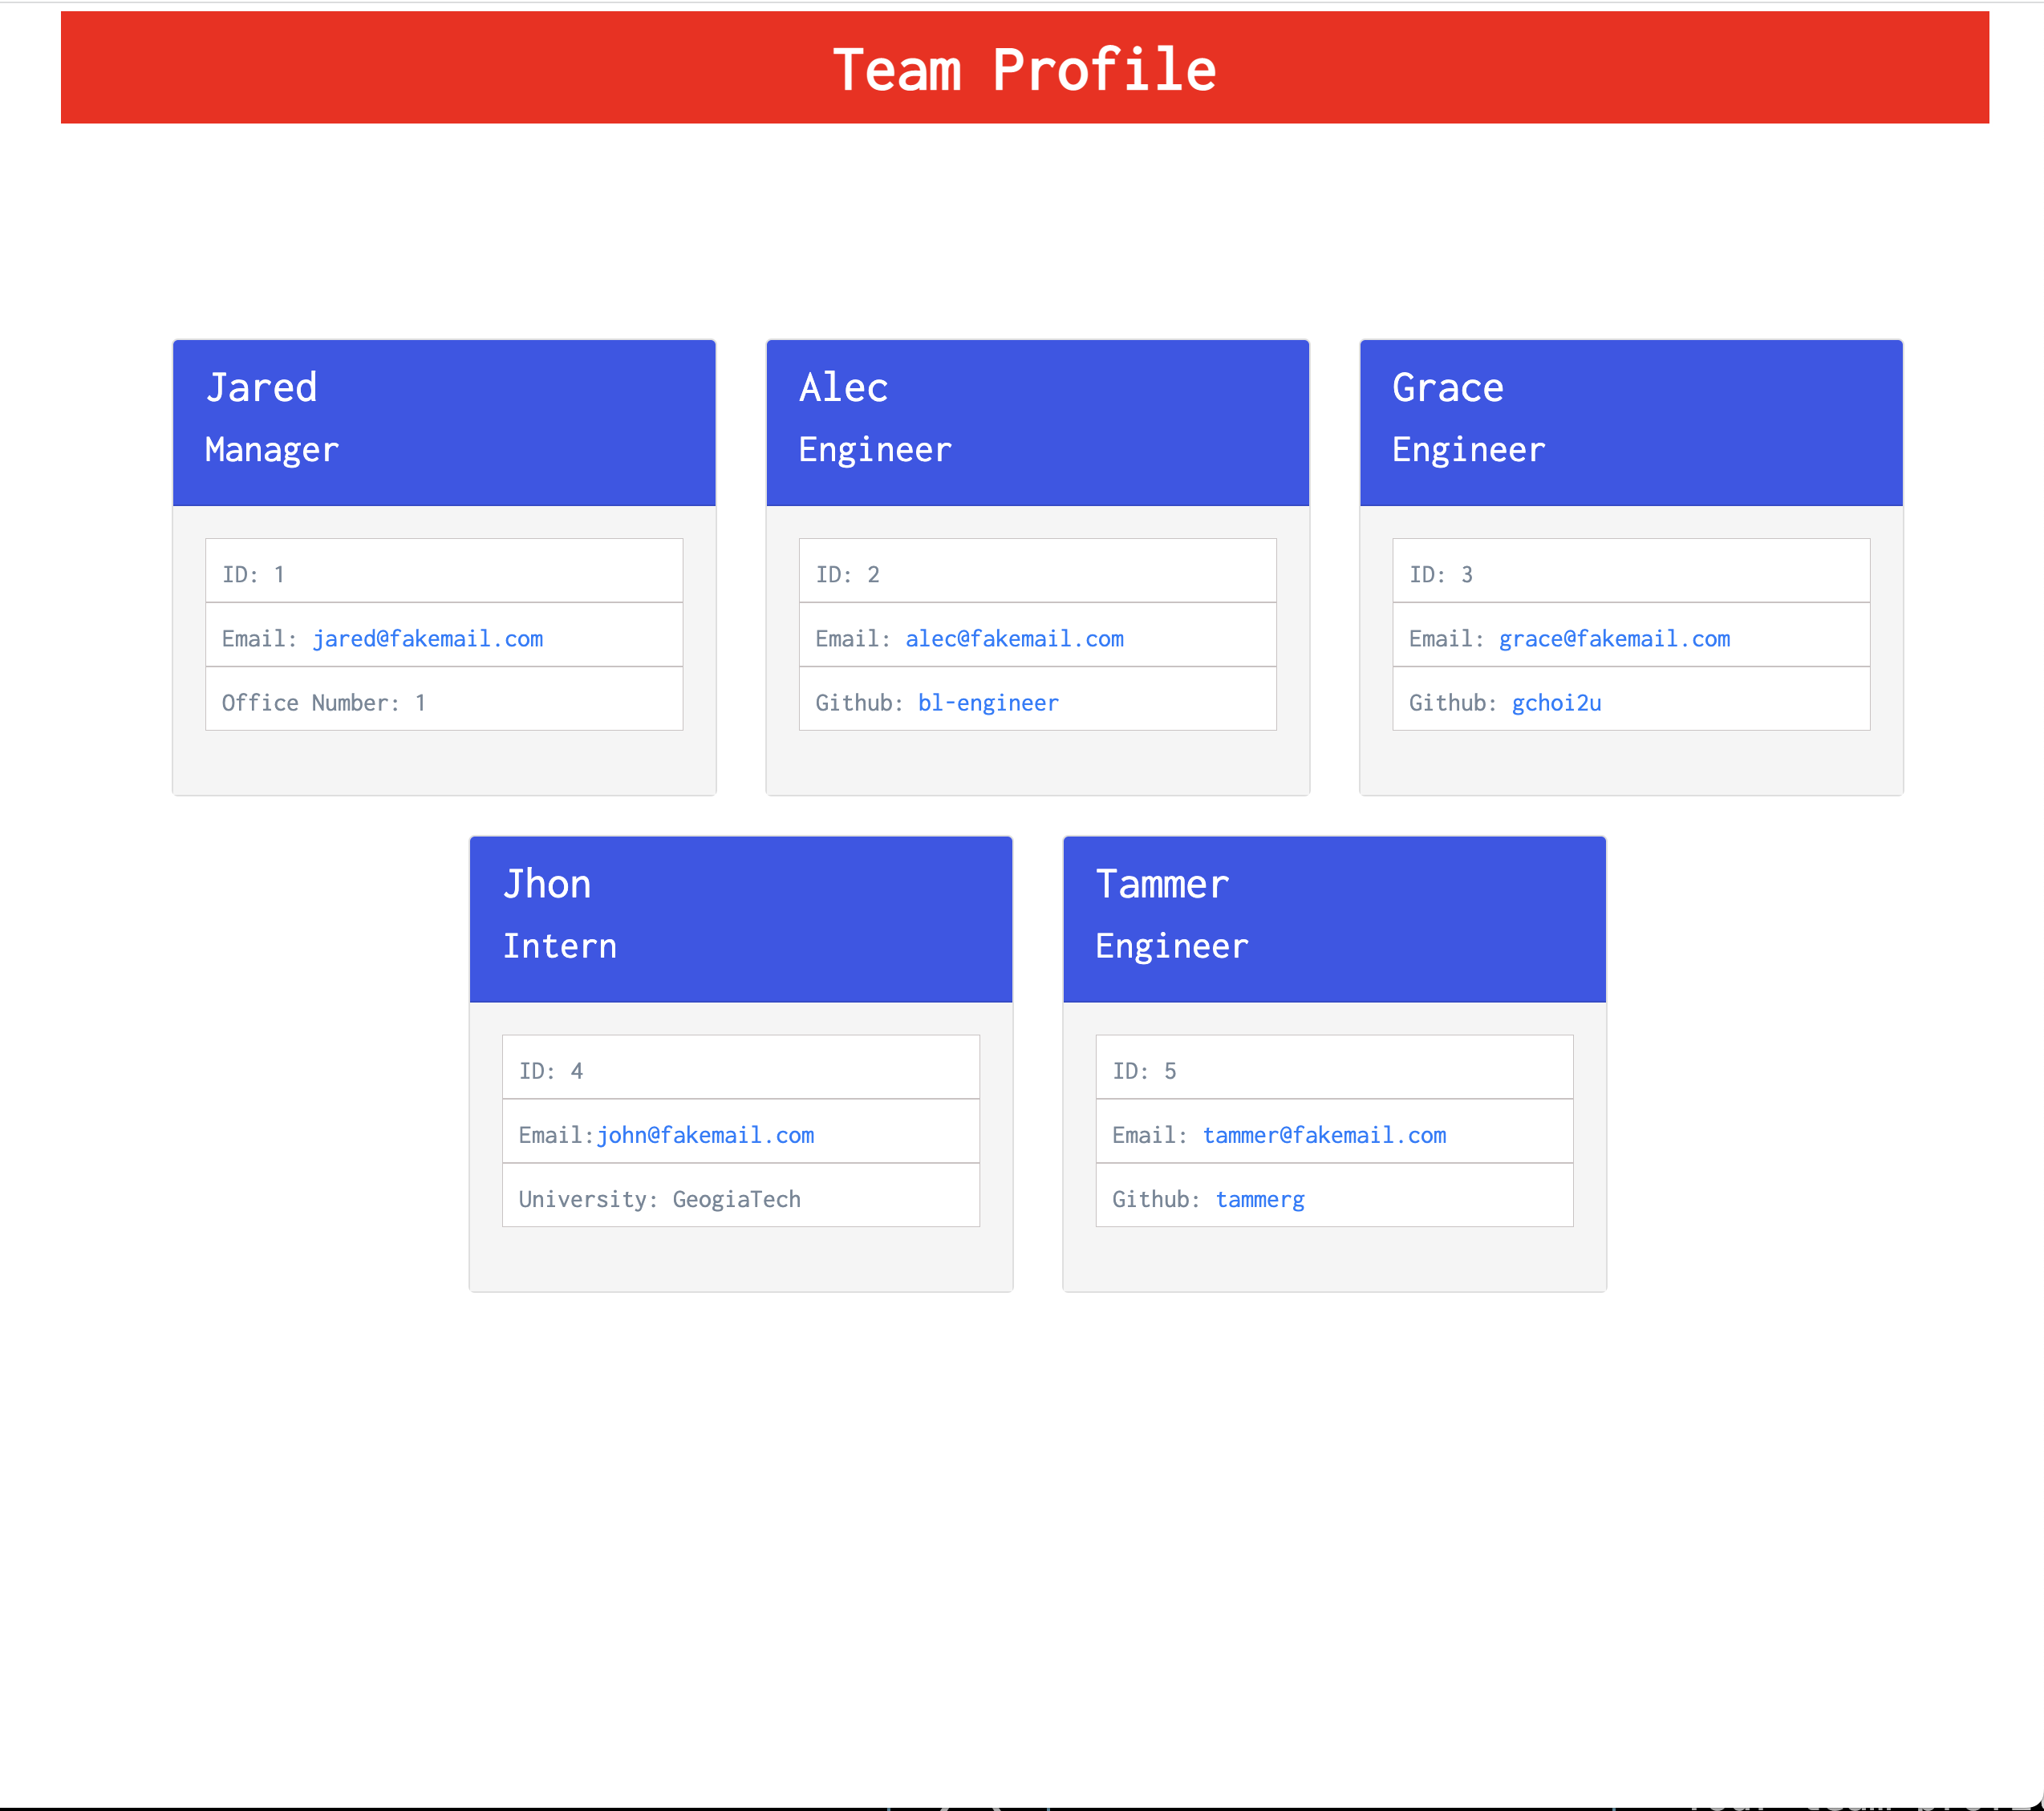 Team Profile
Jared
Manager
ID: 1
Email: jared@fakemail.com
Office Number: 1
Alec
Engineer
ID: 2
Email: alec@fakemail.com
Github: bl-engineer
Grace
Engineer
ID: 3
Email: grace@fakemail.com
Github: gchoi2u
Jhon
Intern
ID: 4
Email:john@fakemail.com
University: GeogiaTech
Tammer
Engineer
ID: 5
Email: tammer@fakemail.com
Github: tammerg